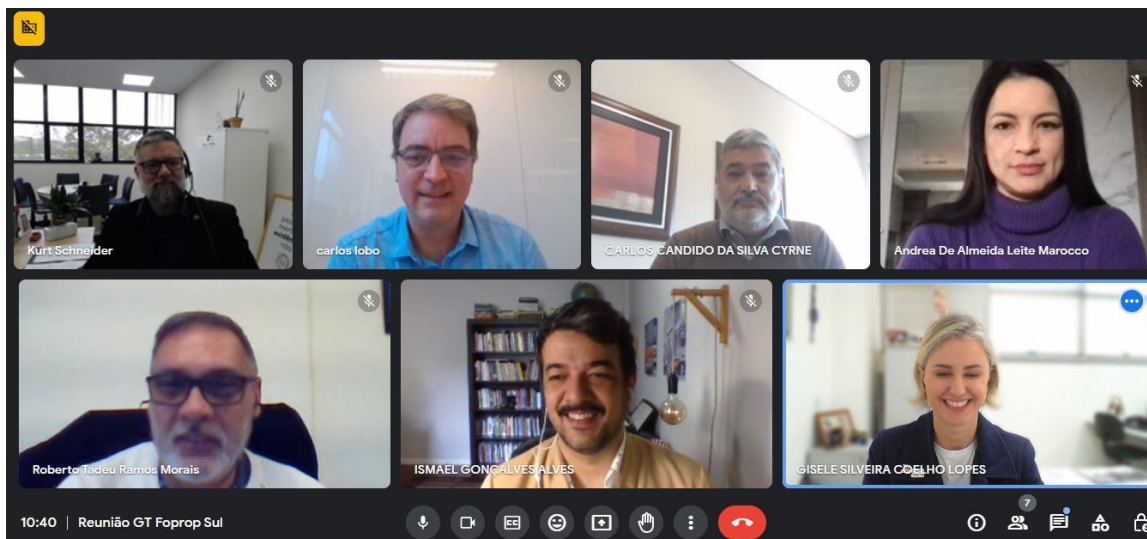 Kurt Schneider
carlos lobo
CARLOS CANDIDO DA SILVA CYRNE
Andrea De Almeida Leite Marocco
Roberto Tadeu Ramos Morais
ISMAEL GONÇALVES ALVES
GISELE SILVEIRA COELHO LOPES
10:40 | Reunião GT Foprop Sul
CC
7